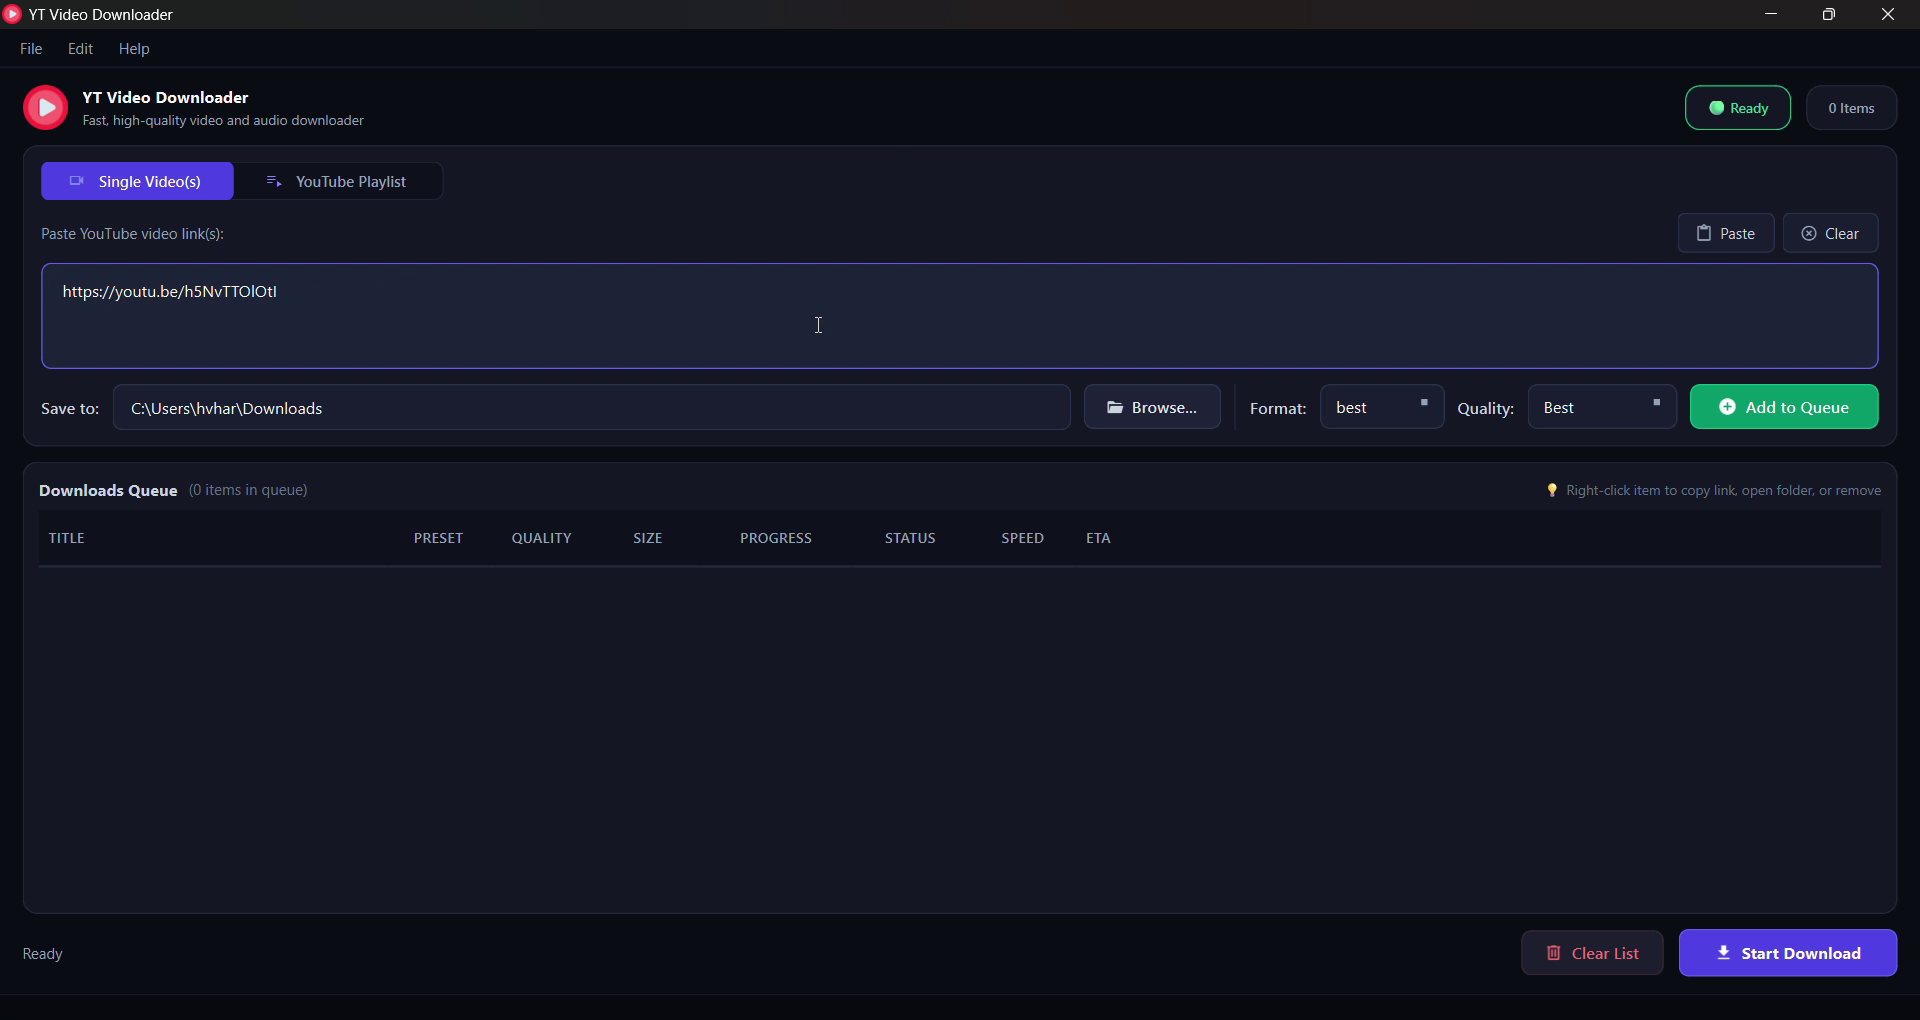 YT Video Downloader
File Edit Help
YT Video Downloader
Fast, high-quality video and audio downloader
Ready 0 Items
Single Video(s) YouTube Playlist
Paste YouTube video link(s): Paste Clear
https://youtu.be/h5NvTTOlOtI
Save to: C:\Users\hvhar\Downloads Browse... Format: best Quality: Best Add to Queue
Downloads Queue (0 items in queue) Right-click item to copy link, open folder, or remove
TITLE PRESET QUALITY SIZE PROGRESS STATUS SPEED ETA
Ready Clear List Start Download